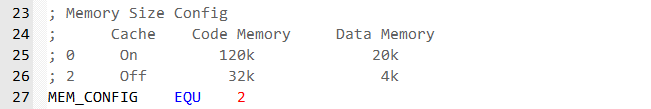 23 ; Memory Size Config
24 ; Cache Code Memory Data Memory
25 ; 0 On 120k 20k
26 ; 2 Off 32k 4k
27 MEM_CONFIG EQU 2